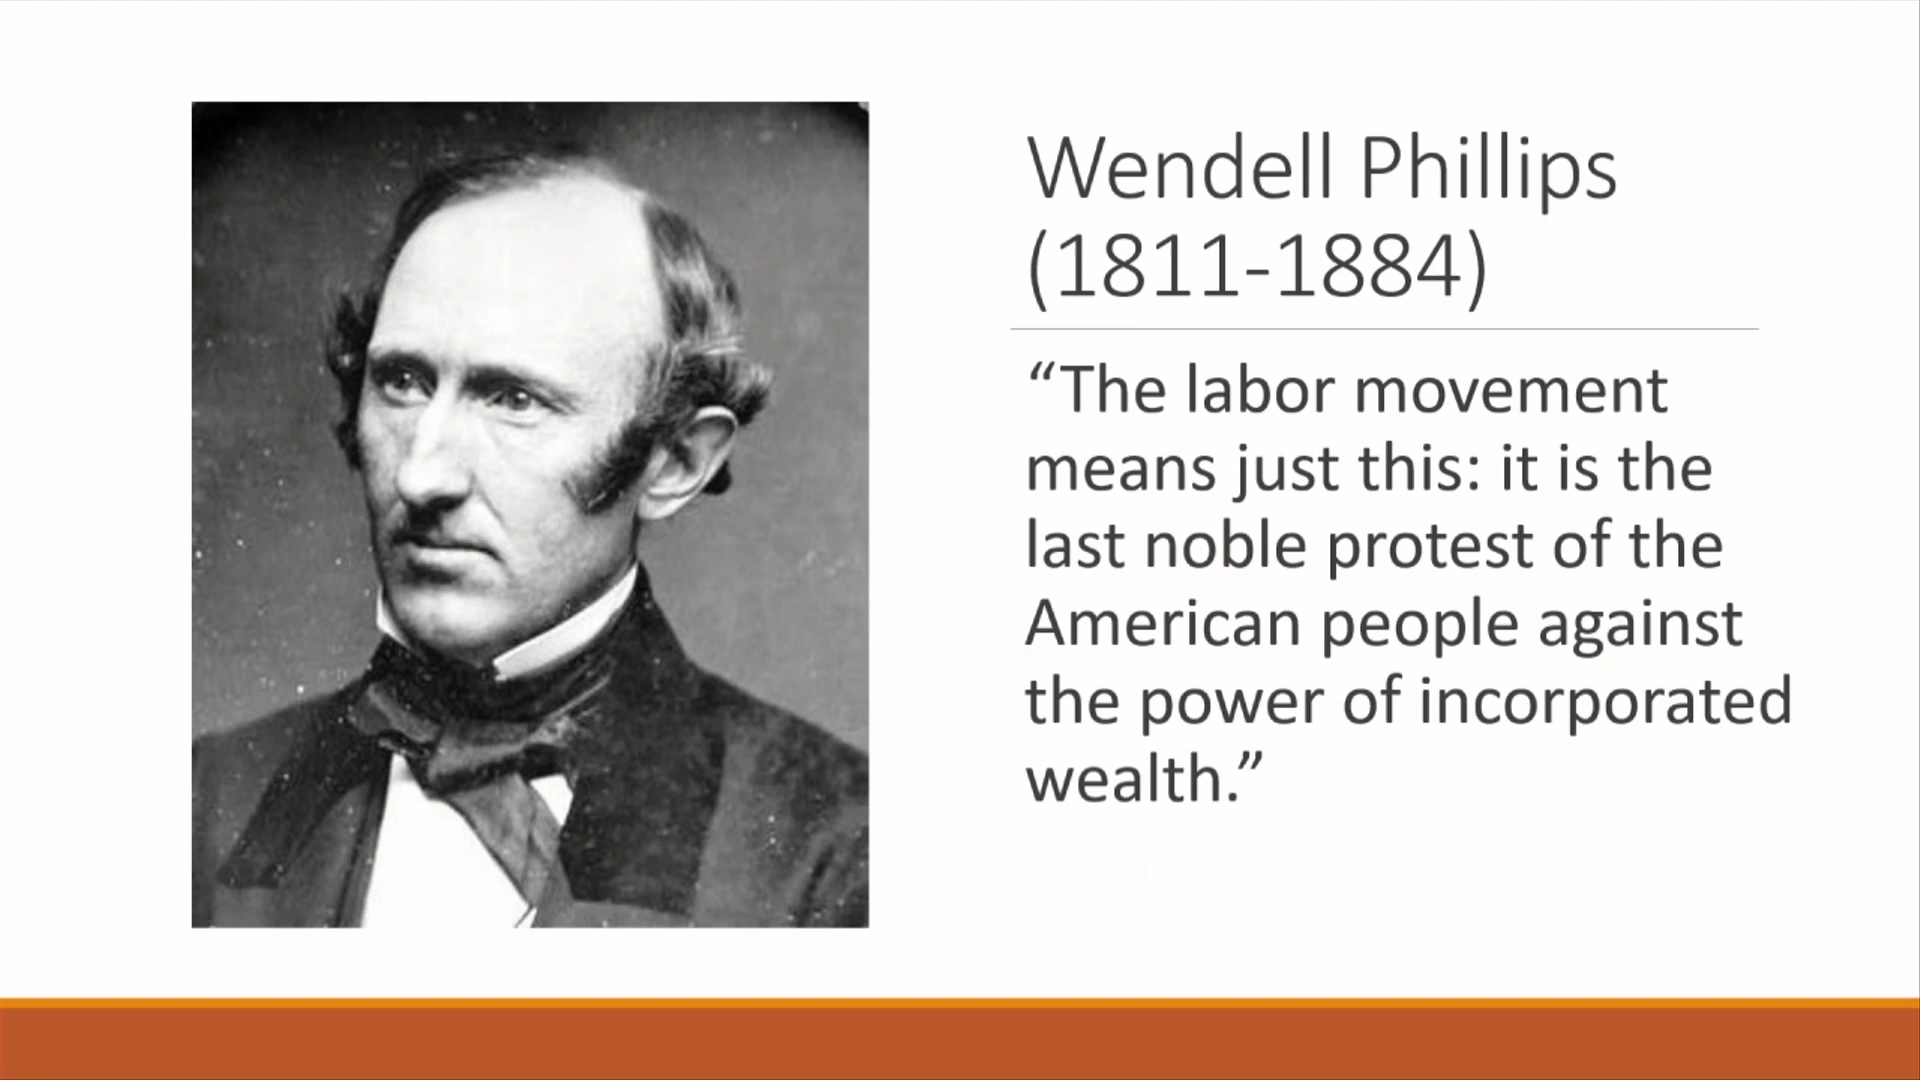 Wendell Phillips
(1811-1884)
“The labor movement
means just this: it is the
last noble protest of the
American people against
the power of incorporated
wealth.”